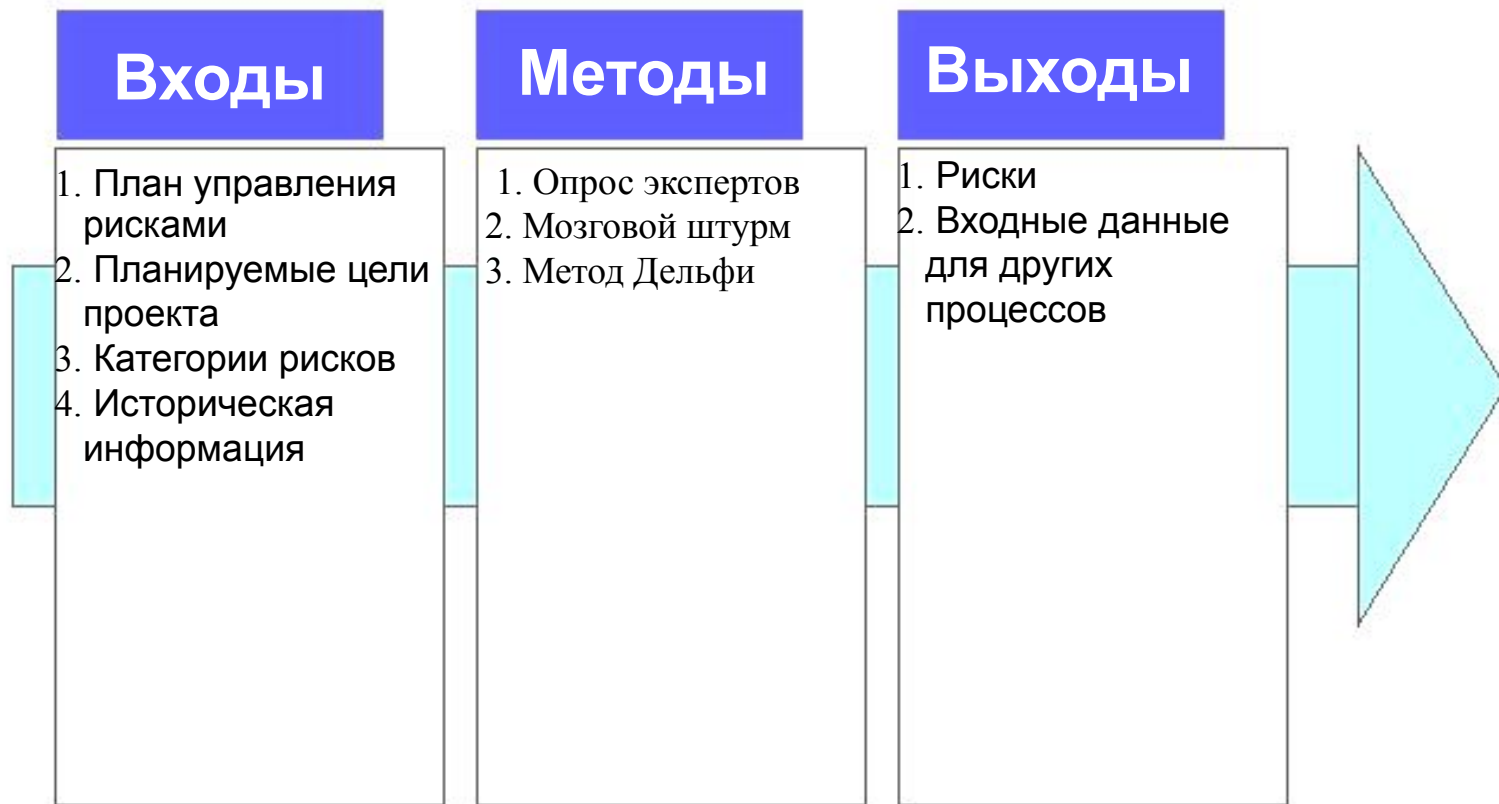 Входы
1. План управления
рисками
2. Планируемые цели
проекта
3. Категории рисков
4. Историческая
информация
Методы
1. Опрос экспертов
2. Мозговой штурм
3. Метод Дельфи
Выходы
1. Риски
2. Входные данные
для других
процессов